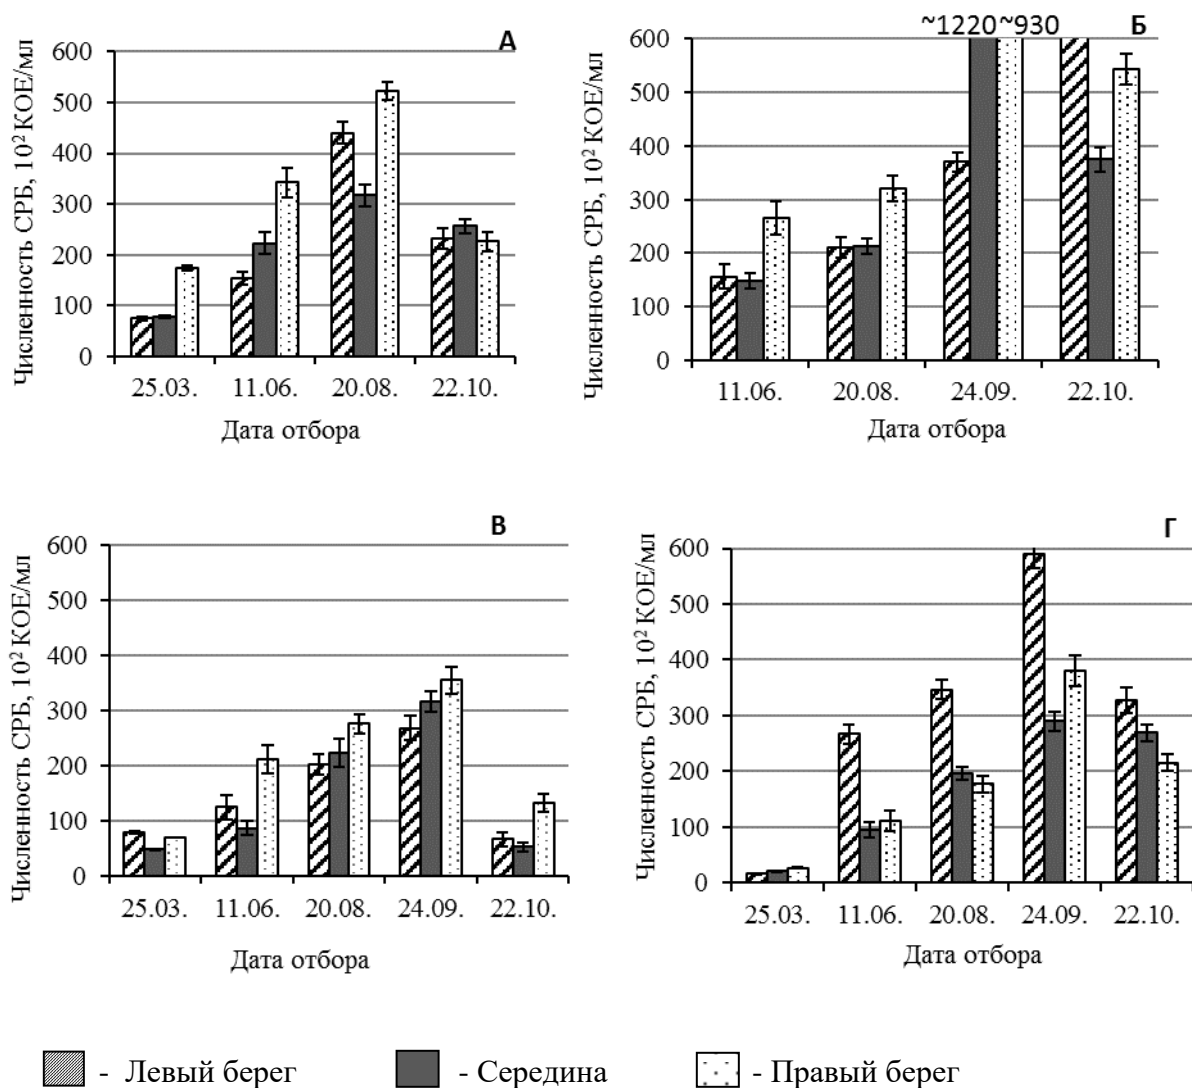 А
Численность СРБ, 10² КОЕ/мл
600
500
400
300
200
100
0
25.03. 11.06. 20.08. 22.10.
Дата отбора
~1220 ~930 Б
Численность СРБ, 10² КОЕ/мл
600
500
400
300
200
100
0
11.06. 20.08. 24.09. 22.10.
Дата отбора
В
Численность СРБ, 10² КОЕ/мл
600
500
400
300
200
100
0
25.03. 11.06. 20.08. 24.09. 22.10.
Дата отбора
Г
Численность СРБ, 10² КОЕ/мл
600
500
400
300
200
100
0
25.03. 11.06. 20.08. 24.09. 22.10.
Дата отбора
- Левый берег - Середина - Правый берег